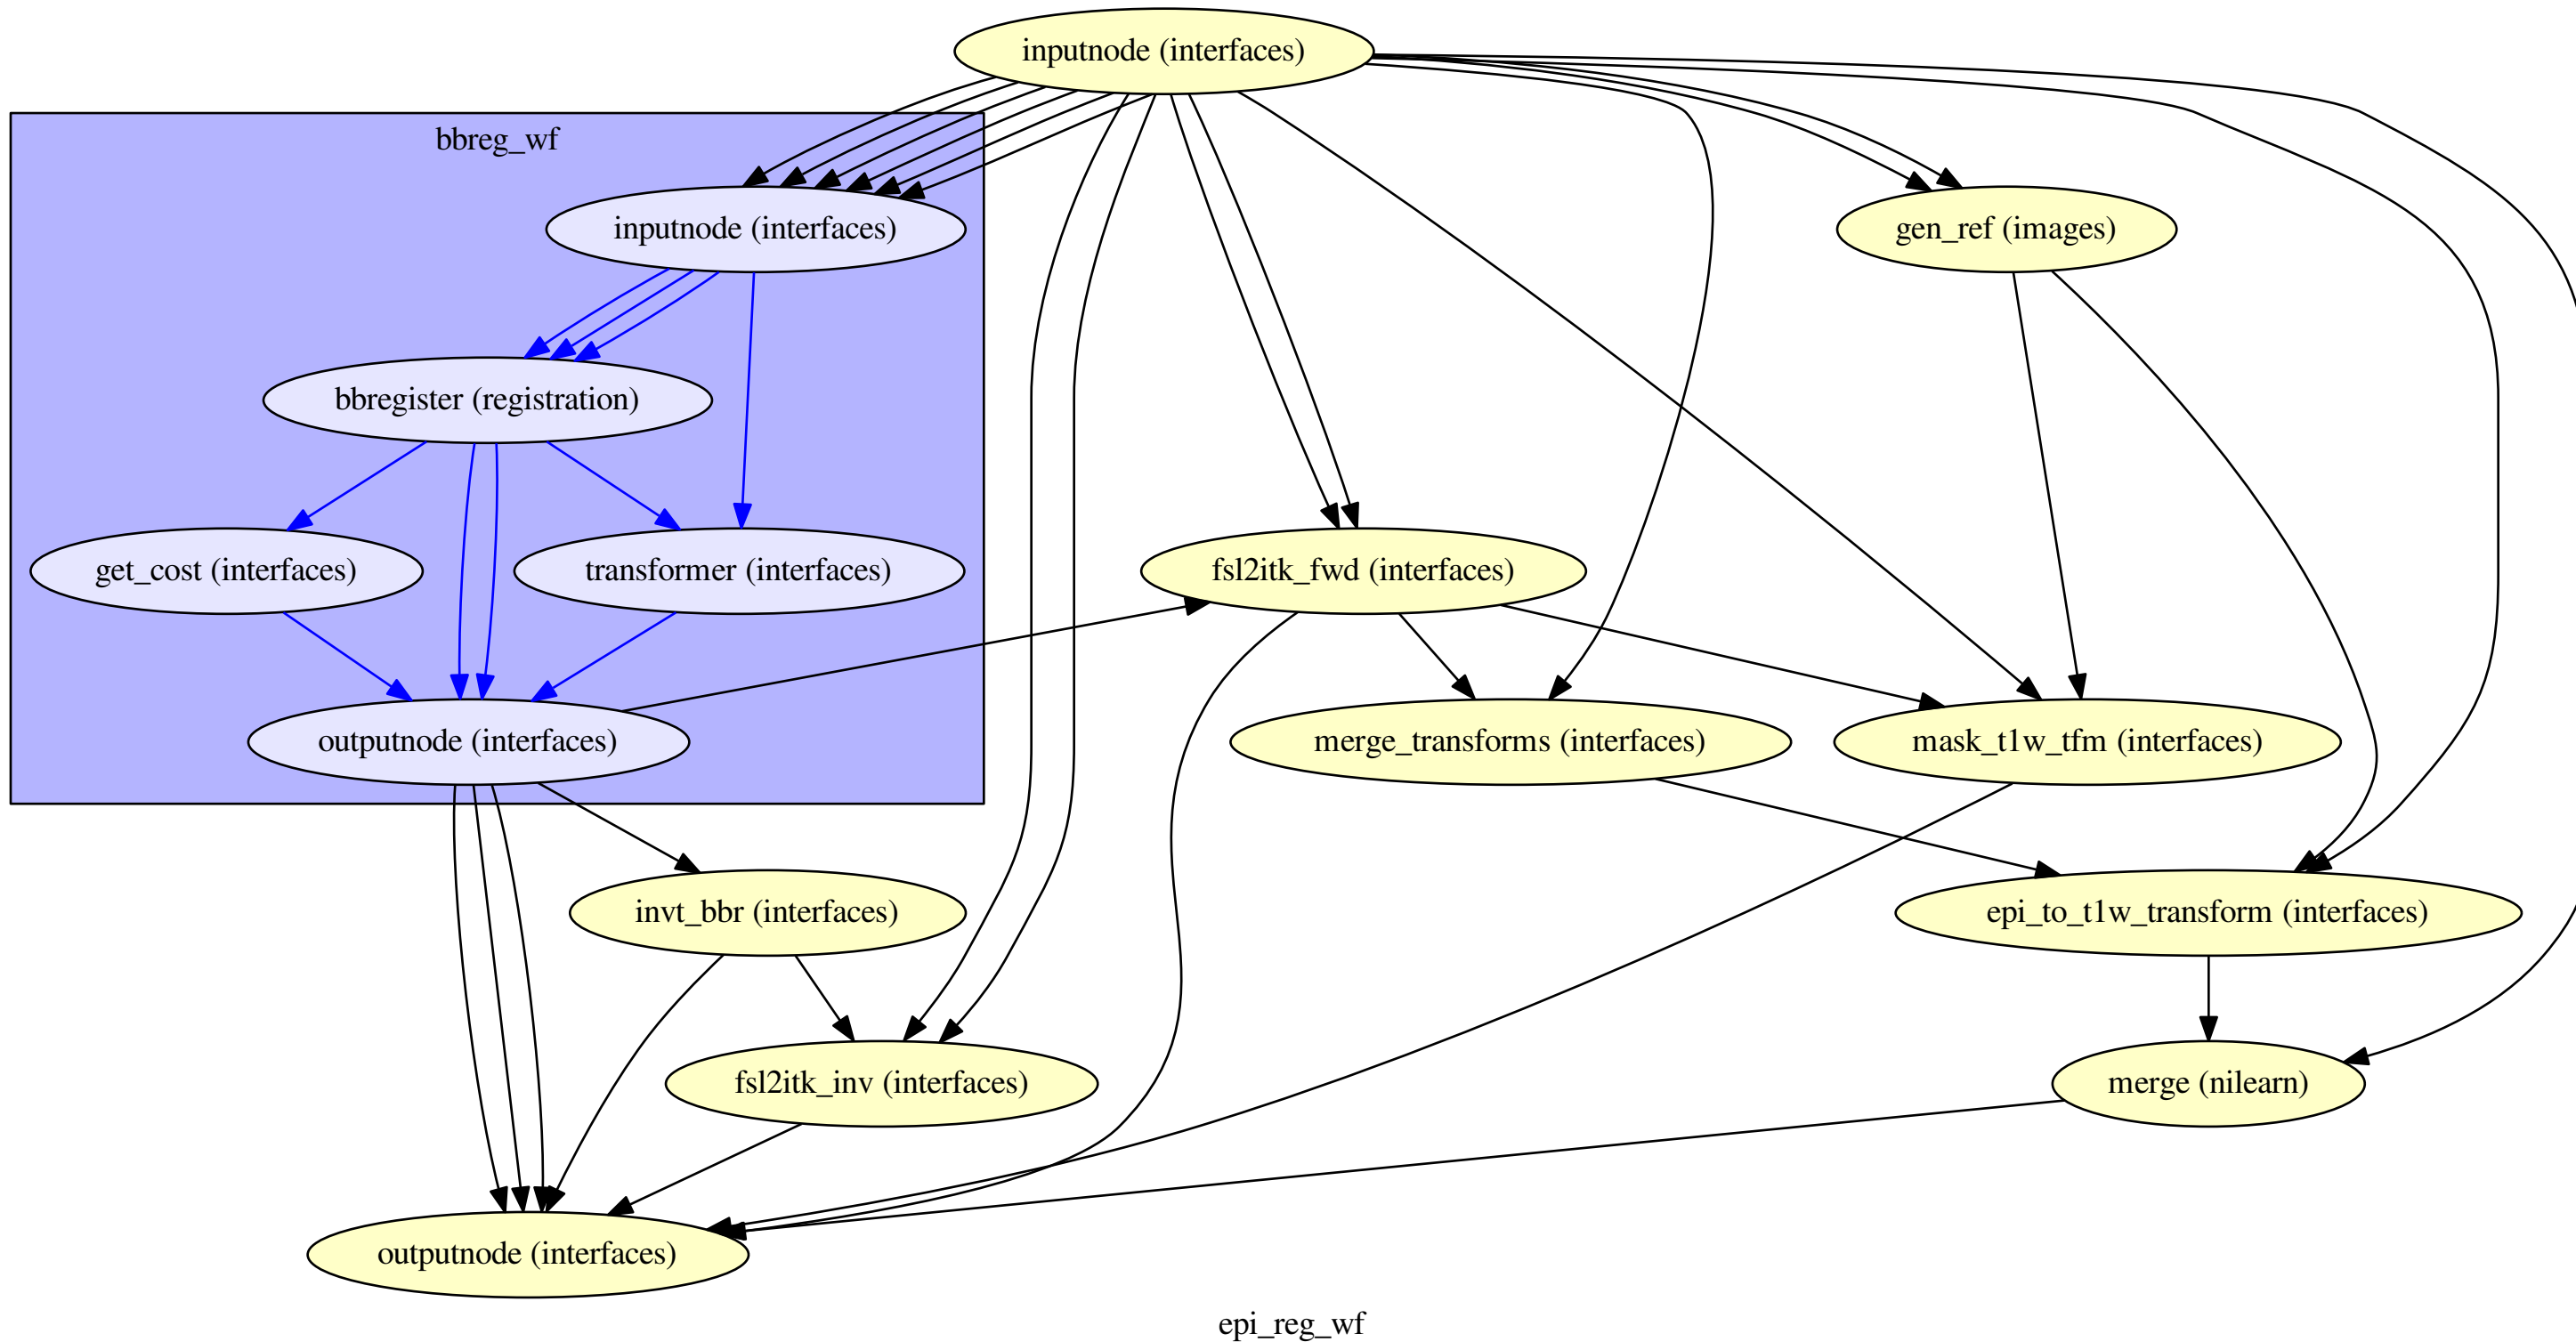 inputnode (interfaces)
bbreg_wf
inputnode (interfaces)
gen_ref (images)
bbregister (registration)
get_cost (interfaces)
transformer (interfaces)
fsl2itk_fwd (interfaces)
outputnode (interfaces)
merge_transforms (interfaces)
mask_t1w_tfm (interfaces)
invt_bbr (interfaces)
epi_to_t1w_transform (interfaces)
fsl2itk_inv (interfaces)
merge (nilearn)
outputnode (interfaces)
epi_reg_wf